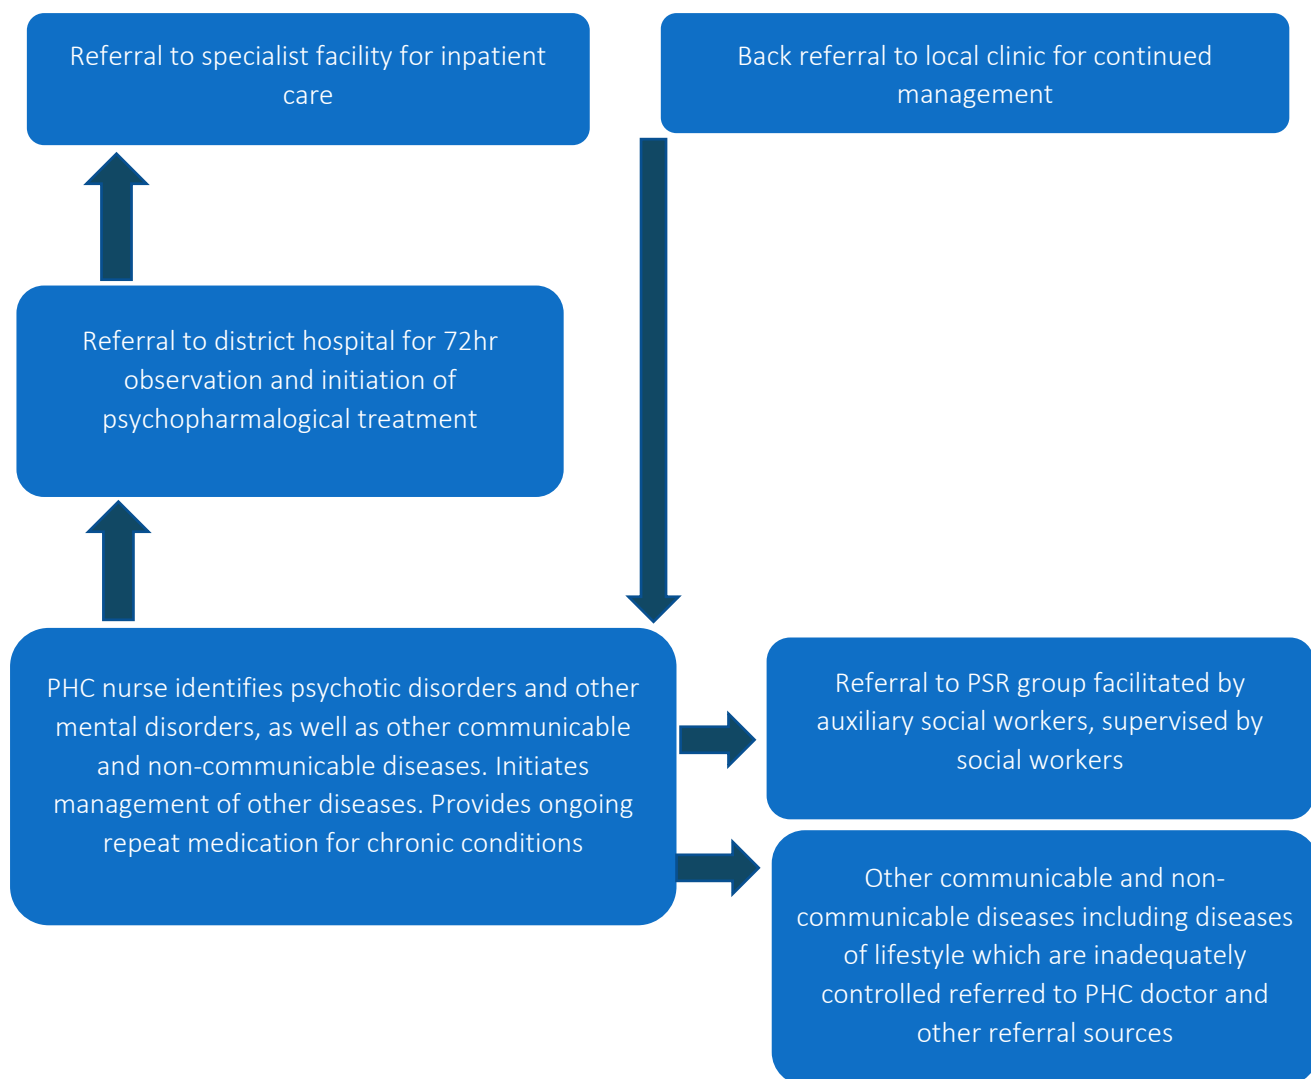 Referral to specialist facility for inpatient
care
Back referral to local clinic for continued
management
Referral to district hospital for 72hr
observation and initiation of
psychopharmalogical treatment
PHC nurse identifies psychotic disorders and other
mental disorders, as well as other communicable
and non-communicable diseases. Initiates
management of other diseases. Provides ongoing
repeat medication for chronic conditions
Referral to PSR group facilitated by
auxiliary social workers, supervised by
social workers
Other communicable and non-
communicable diseases including diseases
of lifestyle which are inadequately
controlled referred to PHC doctor and
other referral sources